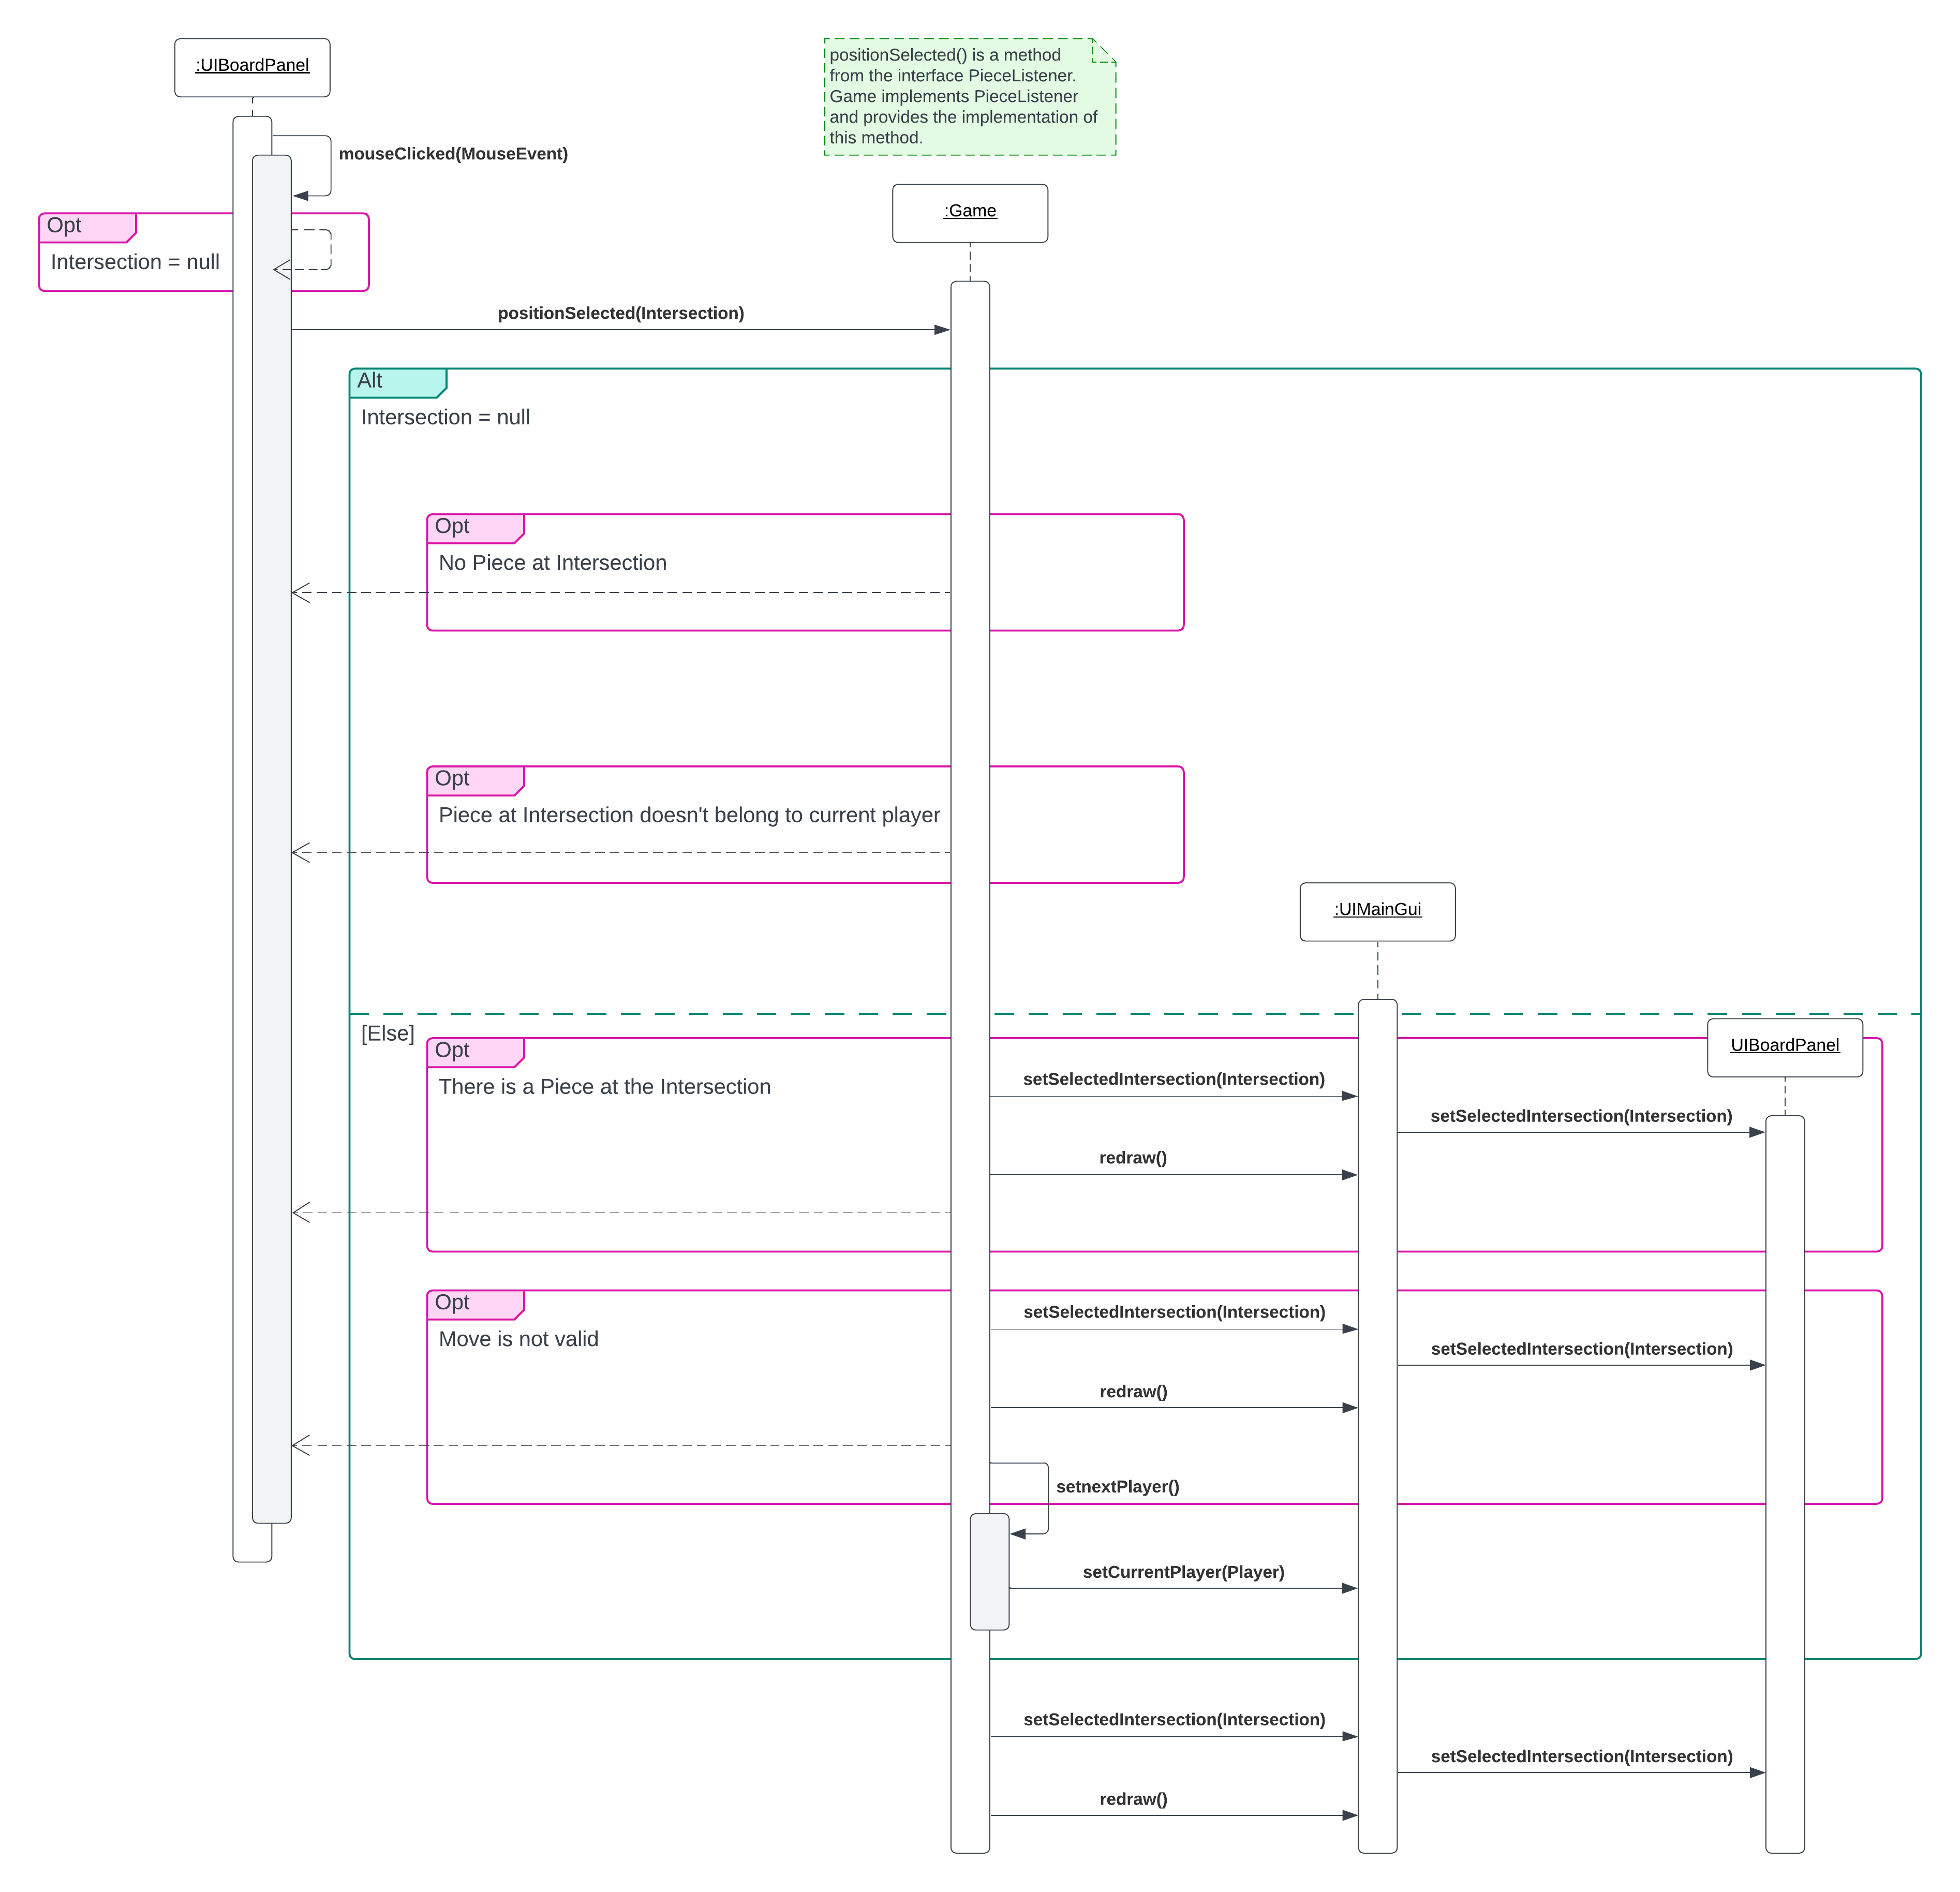 :UIBoardPanel
positionSelected() is a method
from the interface PieceListener.
Game implements PieceListener
and provides the implementation of
this method.
mouseClicked(MouseEvent)
:Game
Opt
Intersection = null
positionSelected(Intersection)
Alt
Intersection = null
Opt
No Piece at Intersection
Opt
Piece at Intersection doesn't belong to current player
:UIMainGui
[Else]
UIBoardPanel
Opt
There is a Piece at the Intersection
setSelectedIntersection(Intersection)
setSelectedIntersection(Intersection)
redraw()
Opt
Move is not valid
setSelectedIntersection(Intersection)
setSelectedIntersection(Intersection)
redraw()
setnextPlayer()
setCurrentPlayer(Player)
setSelectedIntersection(Intersection)
setSelectedIntersection(Intersection)
redraw()